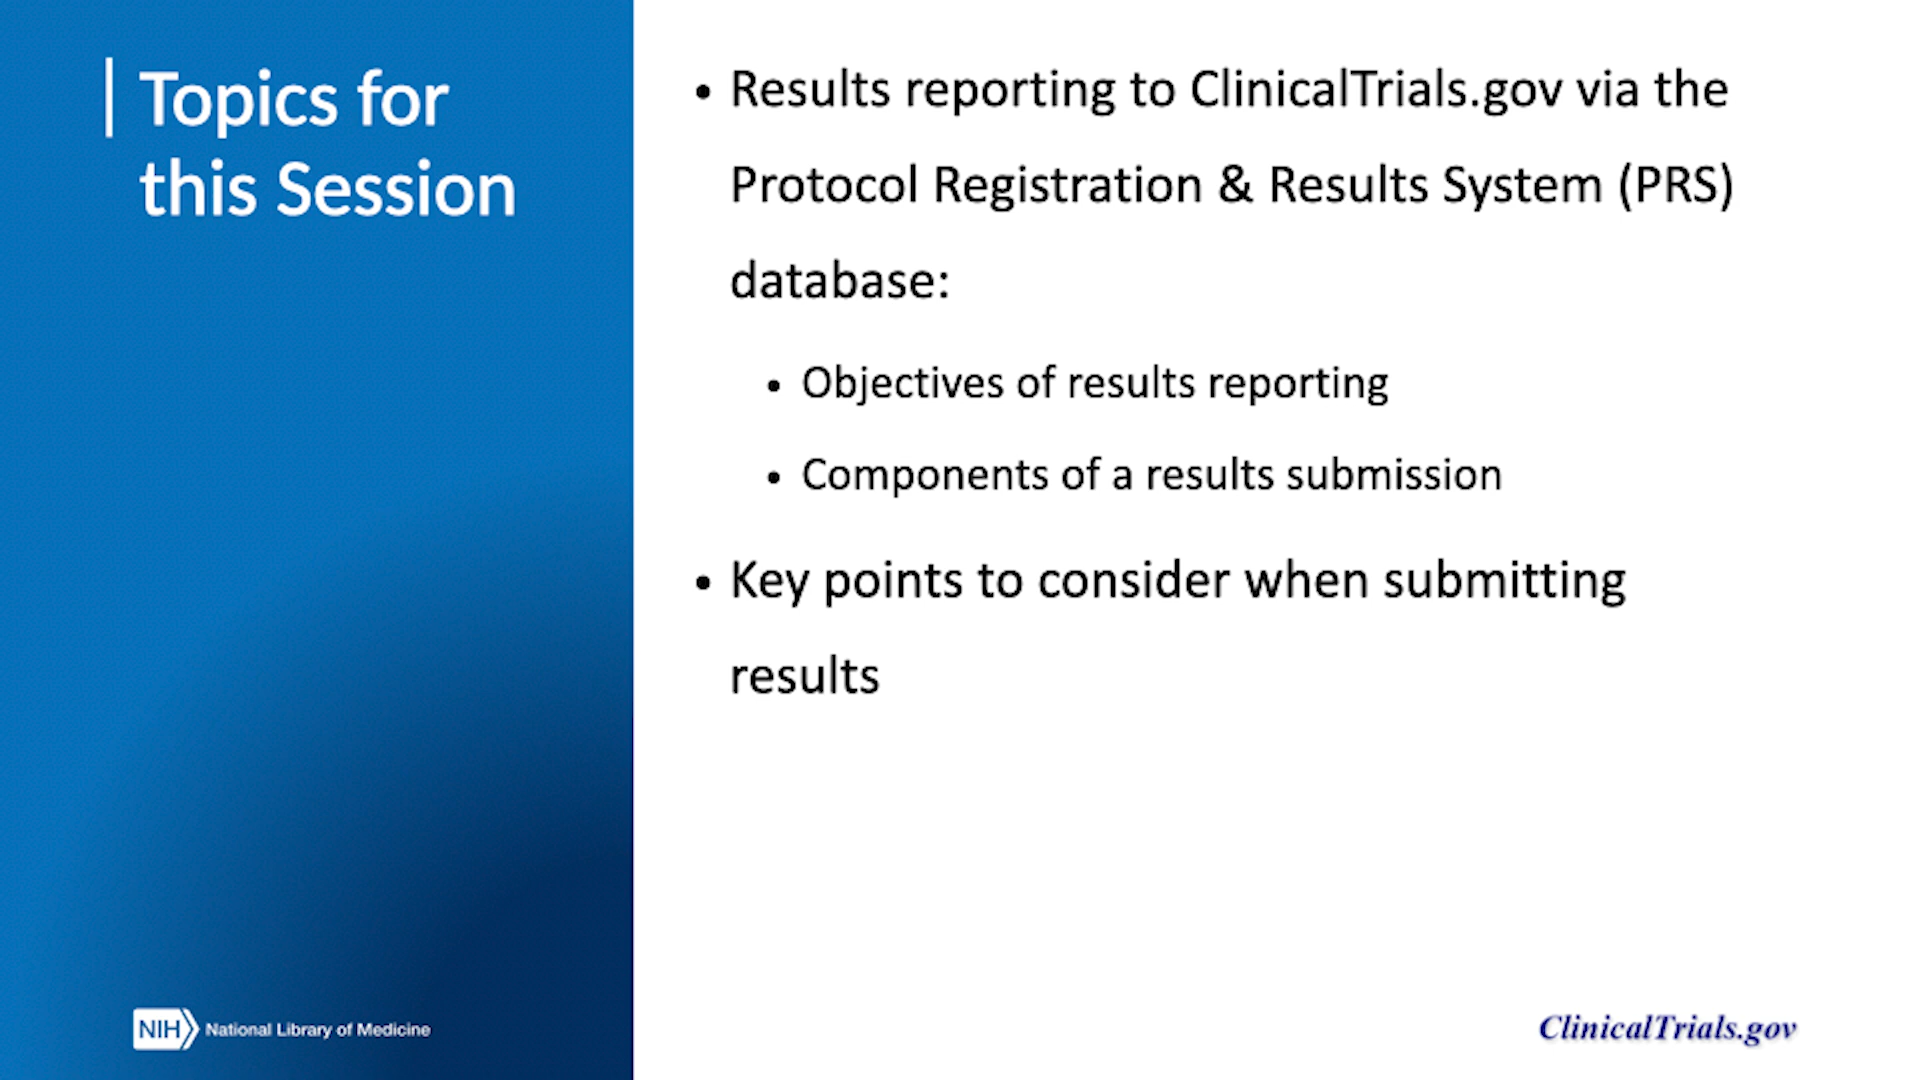 Topics for
this Session
• Results reporting to ClinicalTrials.gov via the
Protocol Registration & Results System (PRS)
database:
• Objectives of results reporting
• Components of a results submission
• Key points to consider when submitting
results
NIH National Library of Medicine
ClinicalTrials.gov